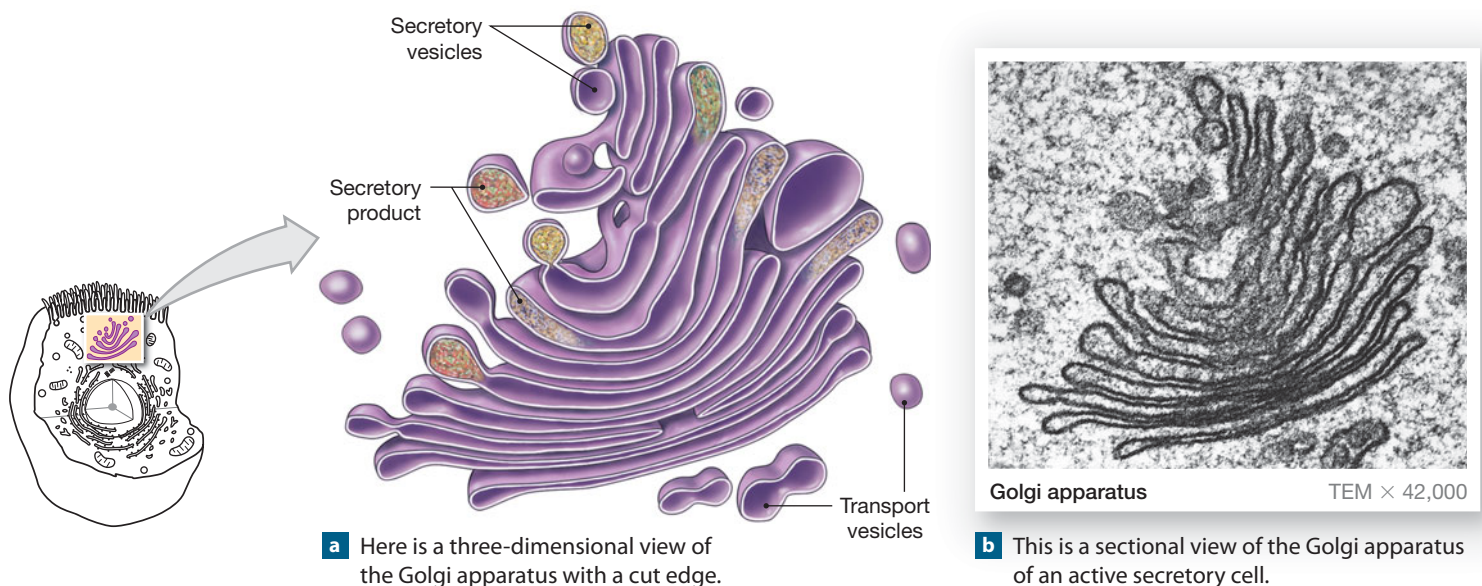 Secretory
vesicles
Secretory
product
Transport
vesicles
a Here is a three-dimensional view of
the Golgi apparatus with a cut edge.
Golgi apparatus TEM × 42,000
b This is a sectional view of the Golgi apparatus
of an active secretory cell.